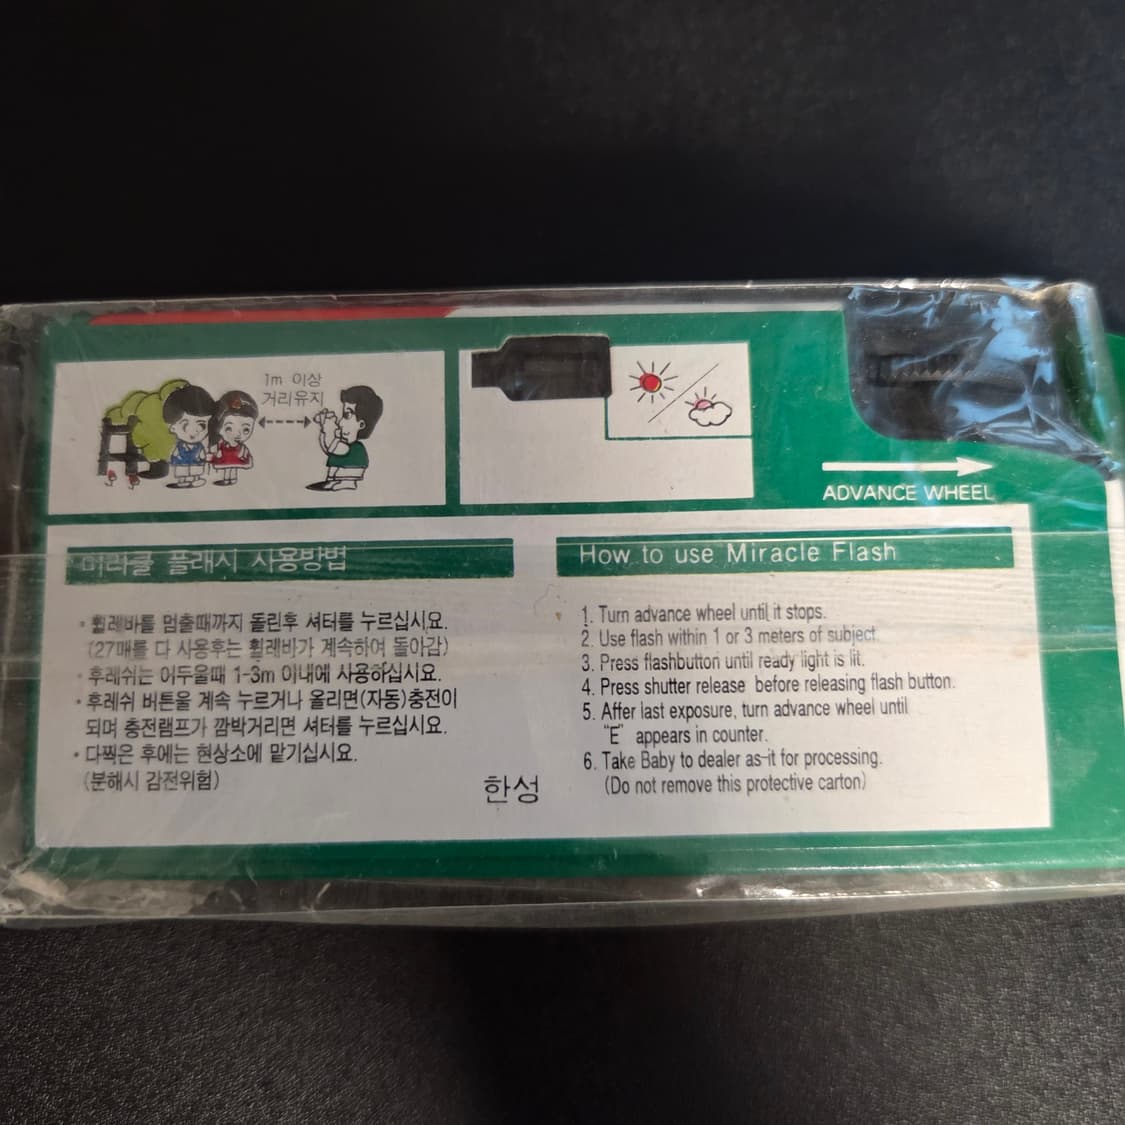 1m 이상
거리유지
ADVANCE WHEEL
미라클 플래시 사용방법
• 휠레바를 멈출때까지 돌린후 셔터를 누르십시요.
(27매를 다 사용후는 휠레바가 계속하여 돌아감)
• 후레쉬는 어두울때 1-3m 이내에 사용하십시요.
• 후레쉬 버튼울 계속 누르거나 올리면(자동)충전이
되며 충전램프가 깜박거리면 셔터를 누르십시요.
• 다찍은 후에는 현상소에 맡기십시요.
(분해시 감전위험)
한성
How to use Miracle Flash
1. Turn advance wheel until it stops.
2. Use flash within 1 or 3 meters of subject
3. Press flashbutton until ready light is lit.
4. Press shutter release before releasing flash button.
5. After last exposure, turn advance wheel until
"E" appears in counter.
6. Take Baby to dealer as-it for processing.
(Do not remove this protective carton)